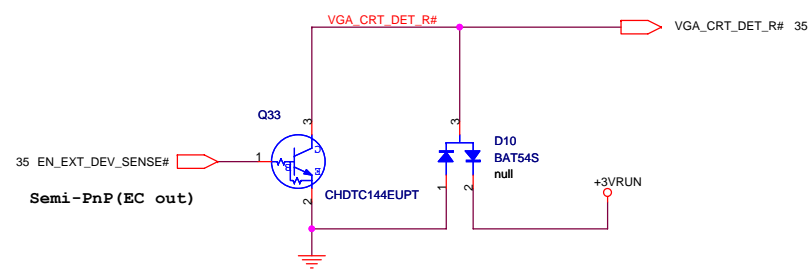 VGA_CRT_DET_R#
VGA_CRT_DET_R# 35
Q33
3
3
C
D10
BAT54S
null
35 EN_EXT_DEV_SENSE#
1
B
E
+3VRUN
Semi-PnP(EC out)
2
CHDTC144EUPT
1
2